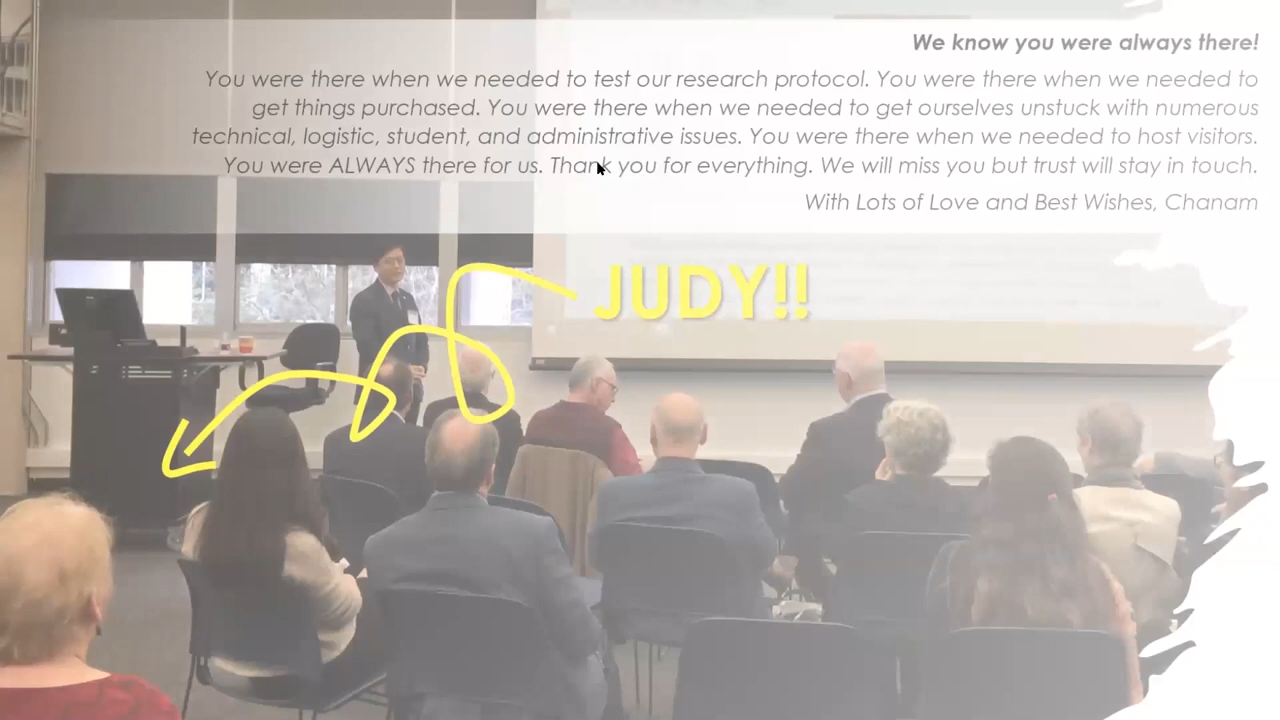 We know you were always there!
You were there when we needed to test our research protocol. You were there when we needed to
get things purchased. You were there when we needed to get ourselves unstuck with numerous
technical, logistic, student, and administrative issues. You were there when we needed to host visitors.
You were ALWAYS there for us. Thank you for everything. We will miss you but trust will stay in touch.
With Lots of Love and Best Wishes, Chanam
JUDY!!